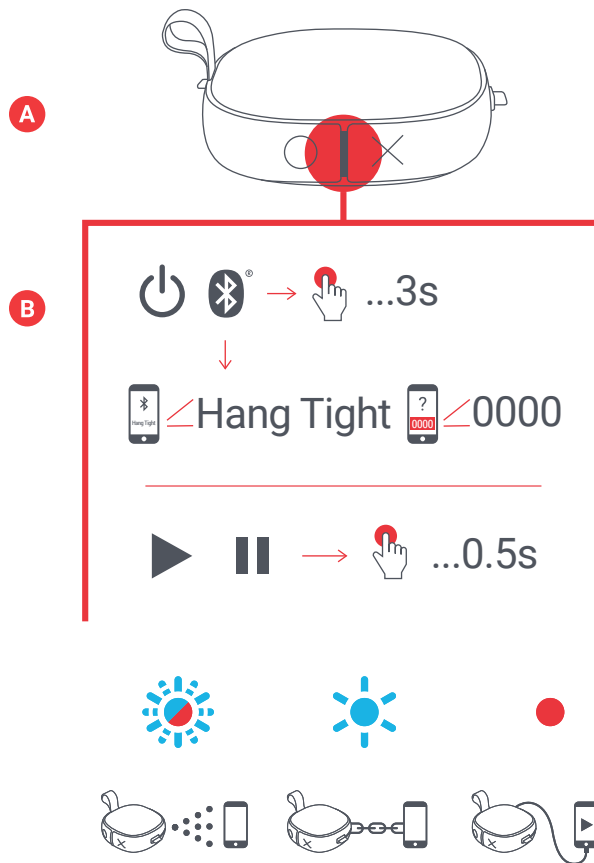 A
B
® ...3s
Hang Tight
Hang Tight
?
0000
0000
...0.5s